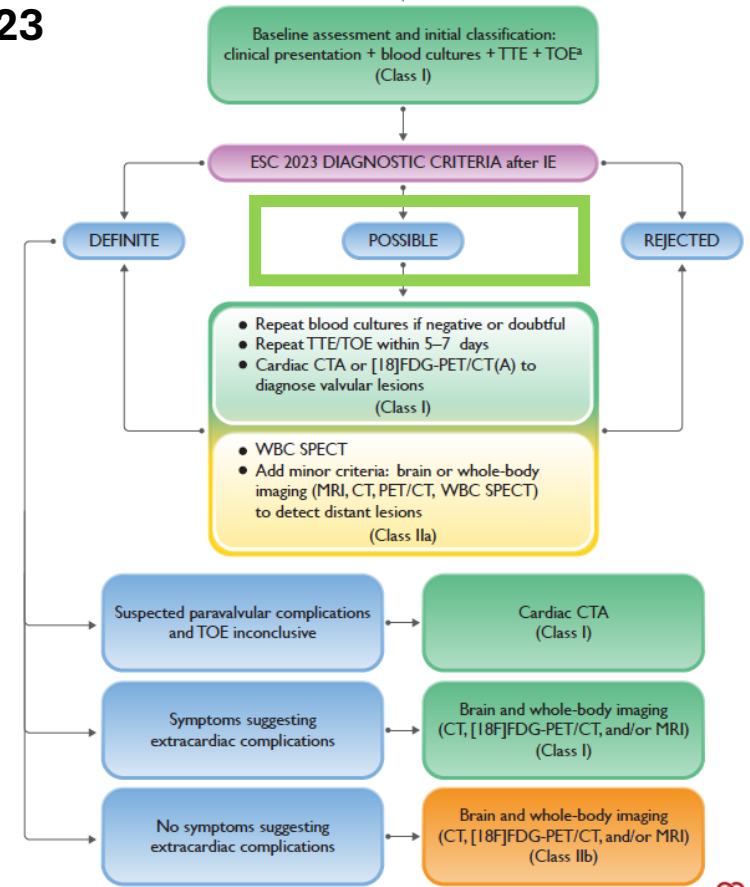 23
Baseline assessment and initial classification:
clinical presentation + blood cultures + TTE + TOEª
(Class I)
ESC 2023 DIAGNOSTIC CRITERIA after IE
DEFINITE
POSSIBLE
REJECTED
● Repeat blood cultures if negative or doubtful
● Repeat TTE/TOE within 5–7 days
● Cardiac CTA or [18]FDG-PET/CT(A) to
diagnose valvular lesions
(Class I)
● WBC SPECT
● Add minor criteria: brain or whole-body
imaging (MRI, CT, PET/CT, WBC SPECT)
to detect distant lesions
(Class IIa)
Suspected paravalvular complications
and TOE inconclusive
Cardiac CTA
(Class I)
Symptoms suggesting
extracardiac complications
Brain and whole-body imaging
(CT, [18F]FDG-PET/CT, and/or MRI)
(Class I)
No symptoms suggesting
extracardiac complications
Brain and whole-body imaging
(CT, [18F]FDG-PET/CT, and/or MRI)
(Class IIb)